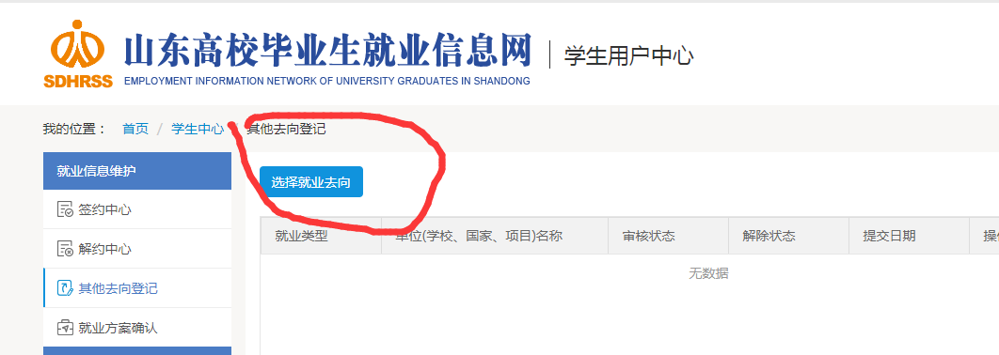 山东高校毕业生就业信息网
SDHRSS
EMPLOYMENT INFORMATION NETWORK OF UNIVERSITY GRADUATES IN SHANDONG
学生用户中心
我的位置： 首页 / 学生中心 其他去向登记
就业信息维护
签约中心
解约中心
其他去向登记
就业方案确认
选择就业去向
就业类型 单位(学校、国家、项目)名称 审核状态 解除状态 提交日期
无数据